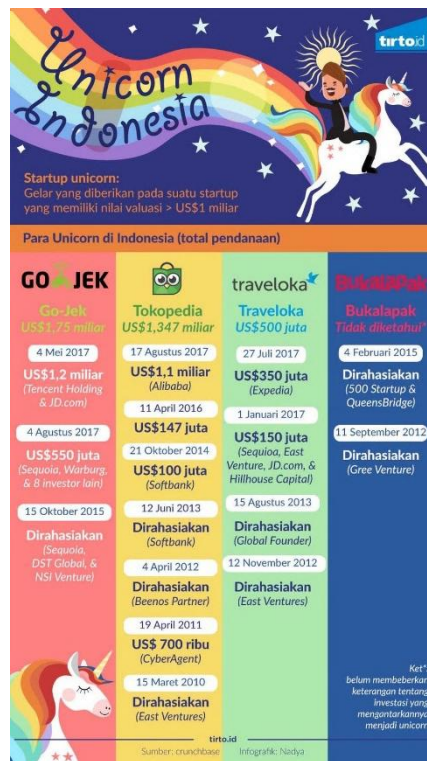 tirto.id
Unicorn
Indonesia
Startup unicorn:
Gelar yang diberikan pada suatu startup
yang memiliki nilai valuasi > US$1 miliar
Para Unicorn di Indonesia (total pendanaan)
GO JEK
Go-Jek
US$1,75 miliar
4 Mei 2017
US$1,2 miliar
(Tencent Holding
& JD.com)
4 Agustus 2017
US$550 juta
(Sequoia, Warburg,
& 8 investor lain)
15 Oktober 2015
Dirahasiakan
(Sequoia,
DST Global, &
NSI Venture)
Tokopedia
US$1,347 miliar
17 Agustus 2017
US$1,1 miliar
(Alibaba)
11 April 2016
US$147 juta
21 Oktober 2014
US$100 juta
(Softbank)
12 Juni 2013
Dirahasiakan
(Softbank)
4 April 2012
Dirahasiakan
(Beenos Partner)
19 April 2011
US$ 700 ribu
(CyberAgent)
15 Maret 2010
Dirahasiakan
(East Ventures)
traveloka
Traveloka
US$500 juta
27 Juli 2017
US$350 juta
(Expedia)
1 Januari 2017
US$150 juta
(Sequioa, East
Venture, JD.com, &
Hillhouse Capital)
15 Agustus 2013
Dirahasiakan
(Global Founder)
12 November 2012
Dirahasiakan
(East Ventures)
BukaLapak
Bukalapak
Tidak diketahui*
4 Februari 2015
Dirahasiakan
(500 Startup &
QueensBridge)
11 September 2012
Dirahasiakan
(Gree Venture)
Ket*:
belum membeberkan
keterangan tentang
investasi yang
mengantarkannya
menjadi unicorn
tirto.id
Sumber: crunchbase
Infografik: Nadya